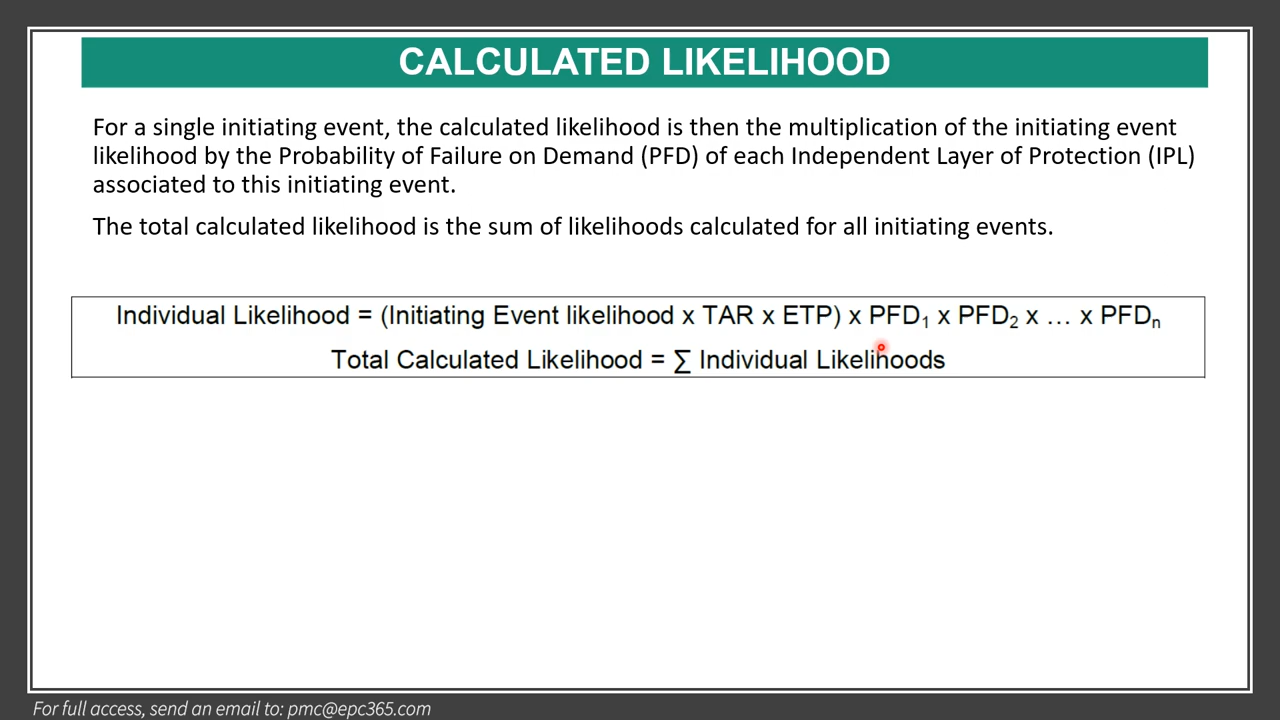 CALCULATED LIKELIHOOD
For a single initiating event, the calculated likelihood is then the multiplication of the initiating event
likelihood by the Probability of Failure on Demand (PFD) of each Independent Layer of Protection (IPL)
associated to this initiating event.
The total calculated likelihood is the sum of likelihoods calculated for all initiating events.
Individual Likelihood = (Initiating Event likelihood x TAR x ETP) x PFD₁ x PFD₂ x … x PFDₙ
Total Calculated Likelihood = ∑ Individual Likelihoods
For full access, send an email to: pmc@epc365.com